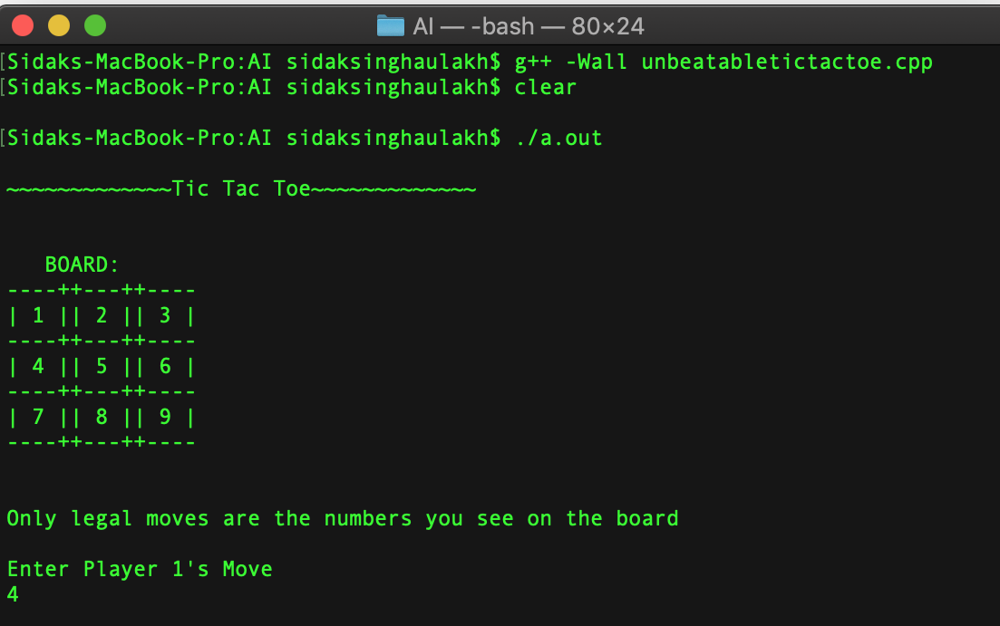 AI — -bash — 80×24
[Sidaks-MacBook-Pro:AI sidaksinghaulakh$ g++ -Wall unbeatabletictactoe.cpp
[Sidaks-MacBook-Pro:AI sidaksinghaulakh$ clear
[Sidaks-MacBook-Pro:AI sidaksinghaulakh$ ./a.out
~~~~~~~~~~~~~Tic Tac Toe~~~~~~~~~~~~~
BOARD:
----++---++----
| 1 || 2 || 3 |
----++---++----
| 4 || 5 || 6 |
----++---++----
| 7 || 8 || 9 |
----++---++----
Only legal moves are the numbers you see on the board
Enter Player 1's Move
4